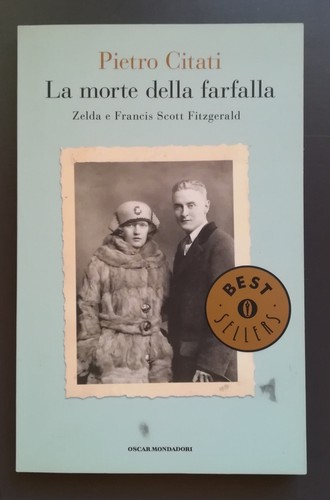 Pietro Citati
La morte della farfalla
Zelda e Francis Scott Fitzgerald
BEST
SELLERS
OSCAR MONDADORI